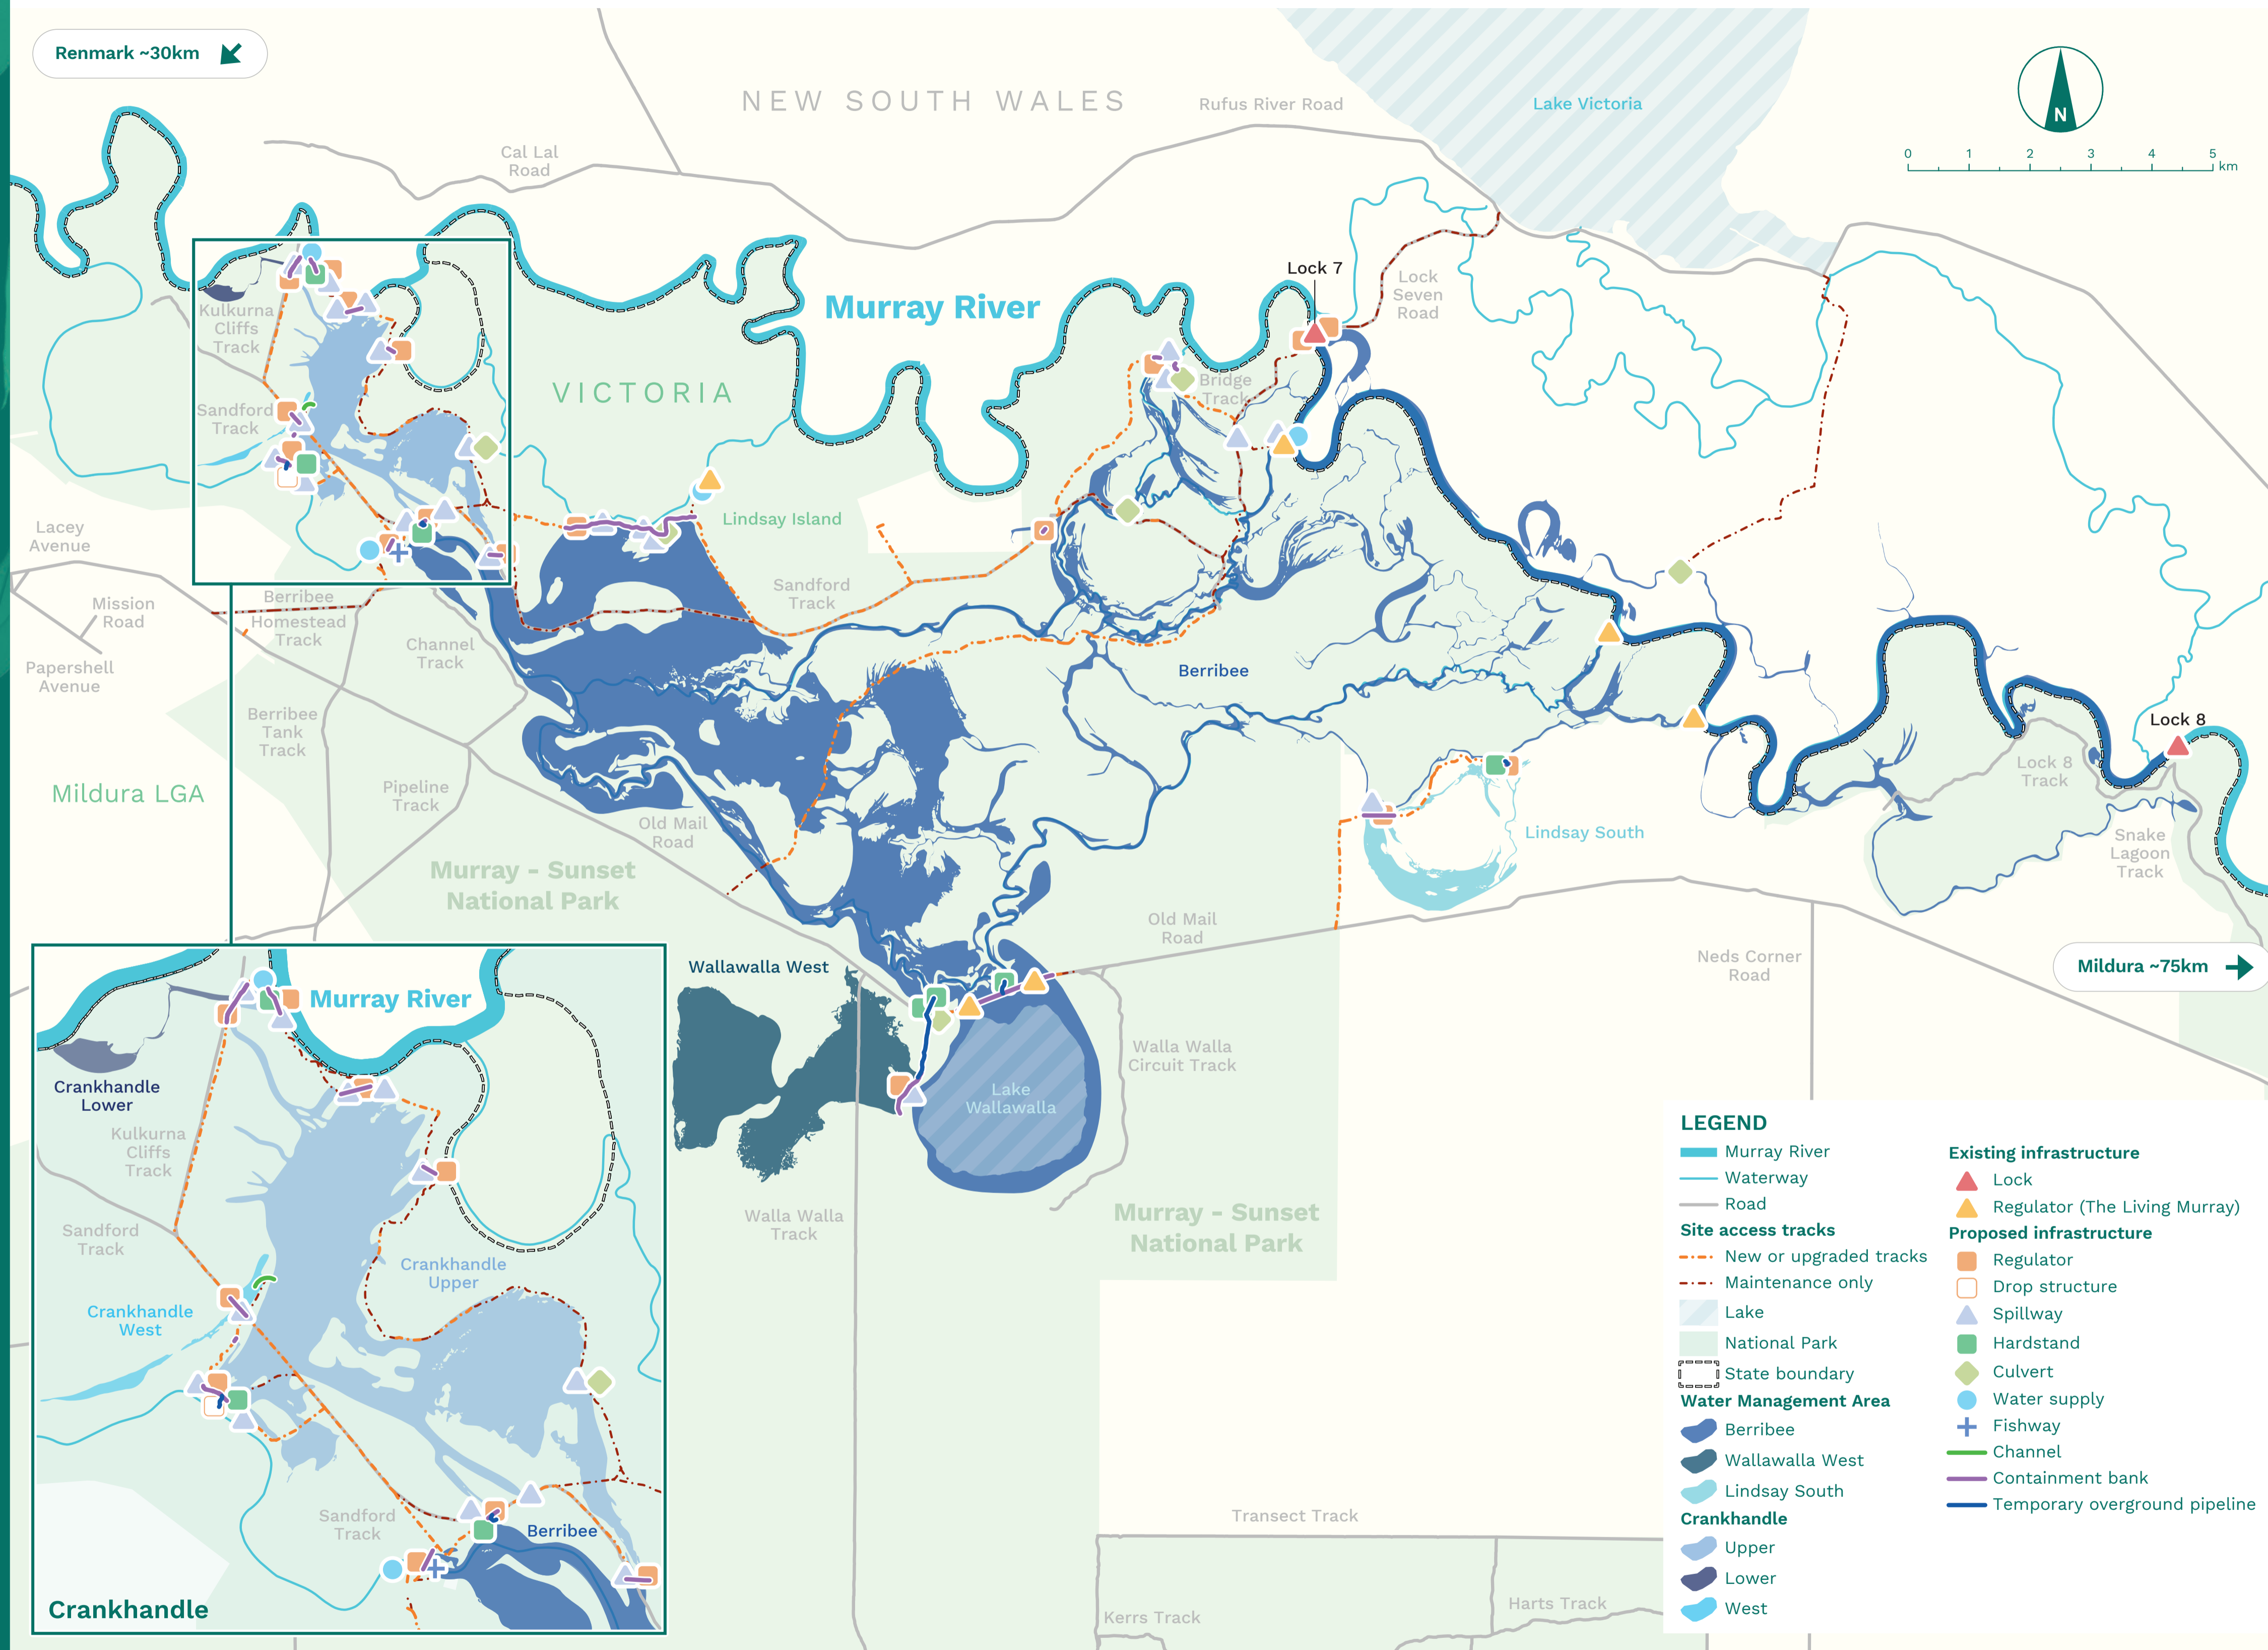 Renmark ~30km
NEW SOUTH WALES
Rufus River Road
Lake Victoria
N
0 1 2 3 4 5 km
Cal Lal
Road
Lock 7
Lock
Seven
Road
Murray River
Kulkurna
Cliffs
Track
VICTORIA
Bridge
Track
Sandford
Track
Lindsay Island
Lacey
Avenue
Sandford
Track
Mission
Road
Berribee
Homestead
Track
Channel
Track
Papershell
Avenue
Berribee
Berribee
Tank
Track
Lock 8
Mildura LGA
Pipeline
Track
Lock 8
Track
Old Mail
Road
Lindsay South
Snake
Lagoon
Track
Murray - Sunset
National Park
Old Mail
Road
Neds Corner
Road
Mildura ~75km
Wallawalla West
Walla Walla
Circuit Track
Lake
Wallawalla
Walla Walla
Track
Murray - Sunset
National Park
Transect Track
Kerrs Track
Harts Track
Murray River
Crankhandle
Lower
Kulkurna
Cliffs
Track
Sandford
Track
Crankhandle
Upper
Crankhandle
West
Sandford
Track
Berribee
Crankhandle
LEGEND
Murray River
Waterway
Road
Site access tracks
New or upgraded tracks
Maintenance only
Lake
National Park
State boundary
Water Management Area
Berribee
Wallawalla West
Lindsay South
Crankhandle
Upper
Lower
West
Existing infrastructure
Lock
Regulator (The Living Murray)
Proposed infrastructure
Regulator
Drop structure
Spillway
Hardstand
Culvert
Water supply
Fishway
Channel
Containment bank
Temporary overground pipeline